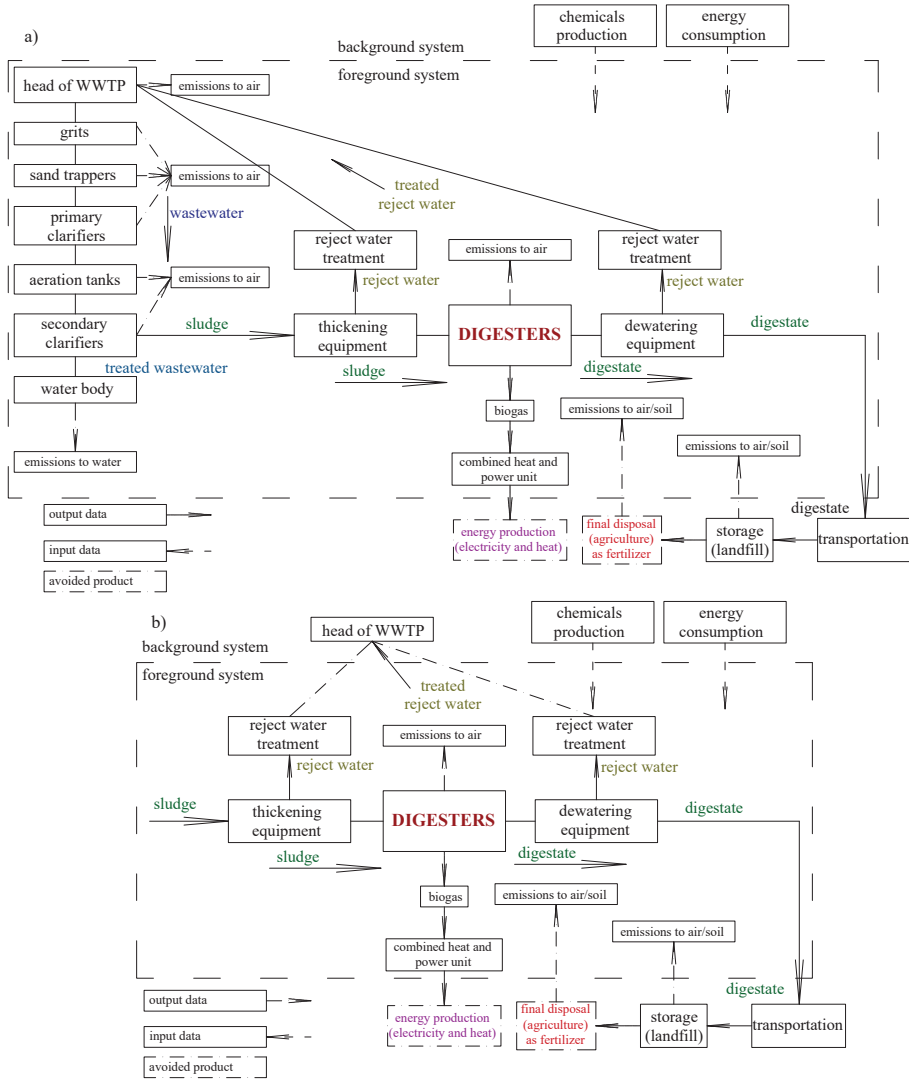 a)
background system
foreground system
chemicals
production
energy
consumption
head of WWTP
emissions to air
grits
sand trappers
emissions to air
primary
clarifiers
wastewater
treated
reject water
aeration tanks
emissions to air
reject water
treatment
reject water
emissions to air
reject water
treatment
reject water
secondary
clarifiers
sludge
thickening
equipment
DIGESTERS
dewatering
equipment
digestate
treated wastewater
sludge
digestate
water body
biogas
emissions to air/soil
emissions to air/soil
emissions to water
combined heat and
power unit
digestate
output data
input data
avoided product
energy production
(electricity and heat)
final disposal
(agriculture)
as fertilizer
storage
(landfill)
transportation
b)
head of WWTP
background system
foreground system
chemicals
production
energy
consumption
treated
reject water
reject water
treatment
reject water
emissions to air
reject water
treatment
reject water
sludge
thickening
equipment
DIGESTERS
dewatering
equipment
digestate
sludge
digestate
biogas
emissions to air/soil
emissions to air/soil
combined heat and
power unit
digestate
output data
input data
avoided product
energy production
(electricity and heat)
final disposal
(agriculture)
as fertilizer
storage
(landfill)
transportation